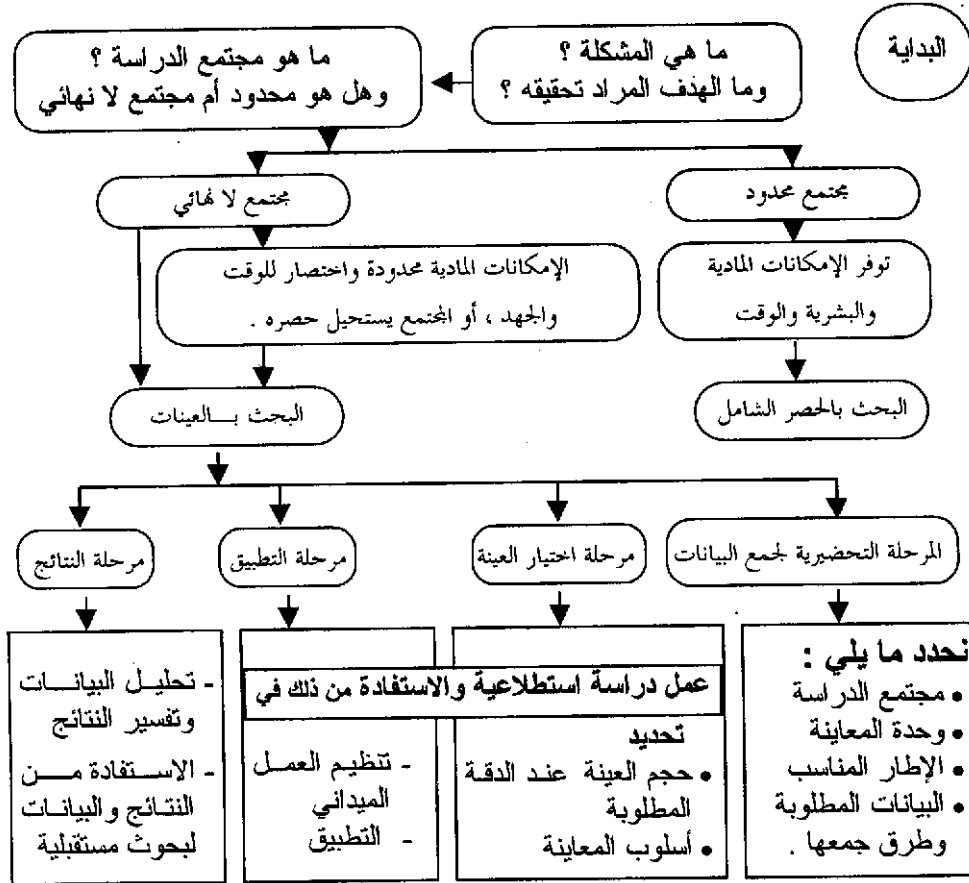 البداية
ما هي المشكلة ؟
وما الهدف المراد تحقيقه ؟
ما هو مجتمع الدراسة ؟
وهل هو محدود أم مجتمع لا نهائي
مجتمع محدود
مجتمع لا نهائي
توفر الإمكانات المادية
والبشرية والوقت
الإمكانات المادية محدودة واختصار للوقت
والجهد ، أو المجتمع يستحيل حصره .
البحث بالحصر الشامل
البحث بـــالعينات
المرحلة التحضيرية لجمع البيانات
مرحلة اختيار العينة
مرحلة التطبيق
مرحلة النتائج
نحدد ما يلي :
• مجتمع الدراسة
• وحدة المعاينة
• الإطار المناسب
• البيانات المطلوبة
وطرق جمعها .
عمل دراسة استطلاعية والاستفادة من ذلك في
تحديد
• حجم العينة عند الدقة
المطلوبة
• أسلوب المعاينة
- تنظيم العمل
الميداني
- التطبيق
- تحليل البيانــــات
وتفسير النتائج
- الاســـتفادة مـــن
النتائج والبيانات
لبحوث مستقبلية